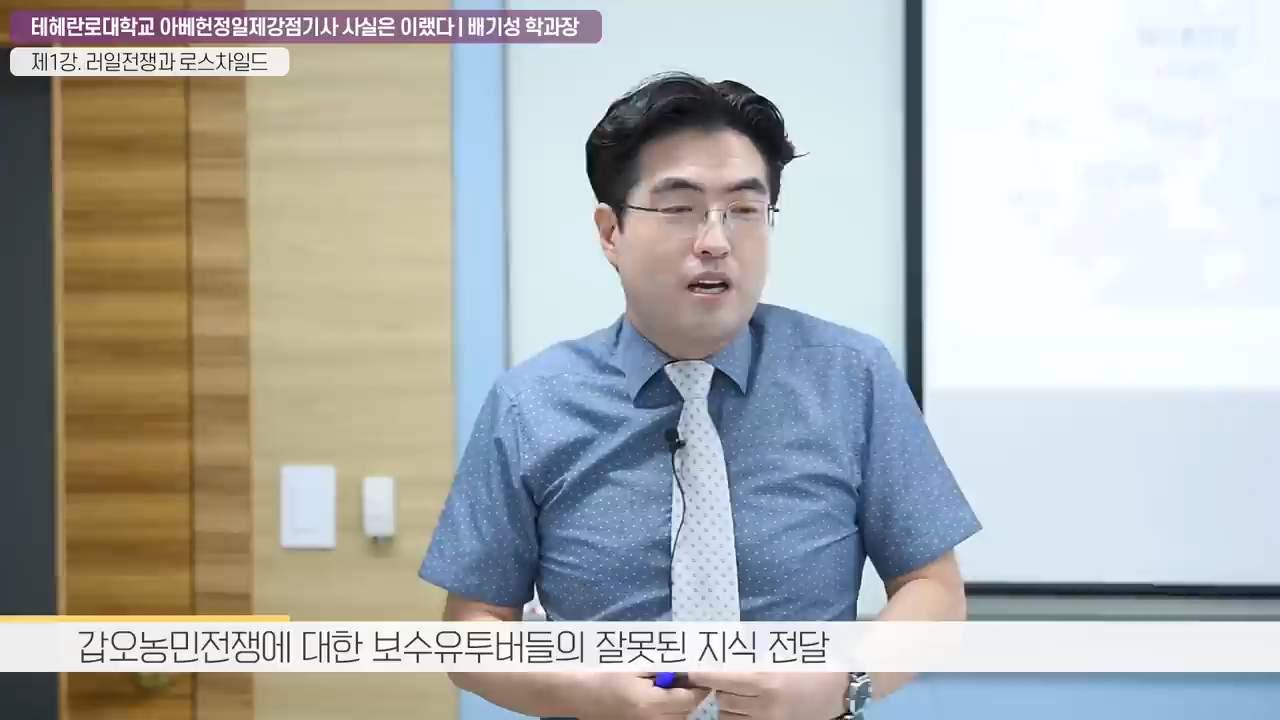 테헤란로대학교 아베헌정일제강점기사 사실은 이랬다 | 배기성 학과장
제1강. 러일전쟁과 로스차일드
갑오농민전쟁에 대한 보수유투버들의 잘못된 지식 전달